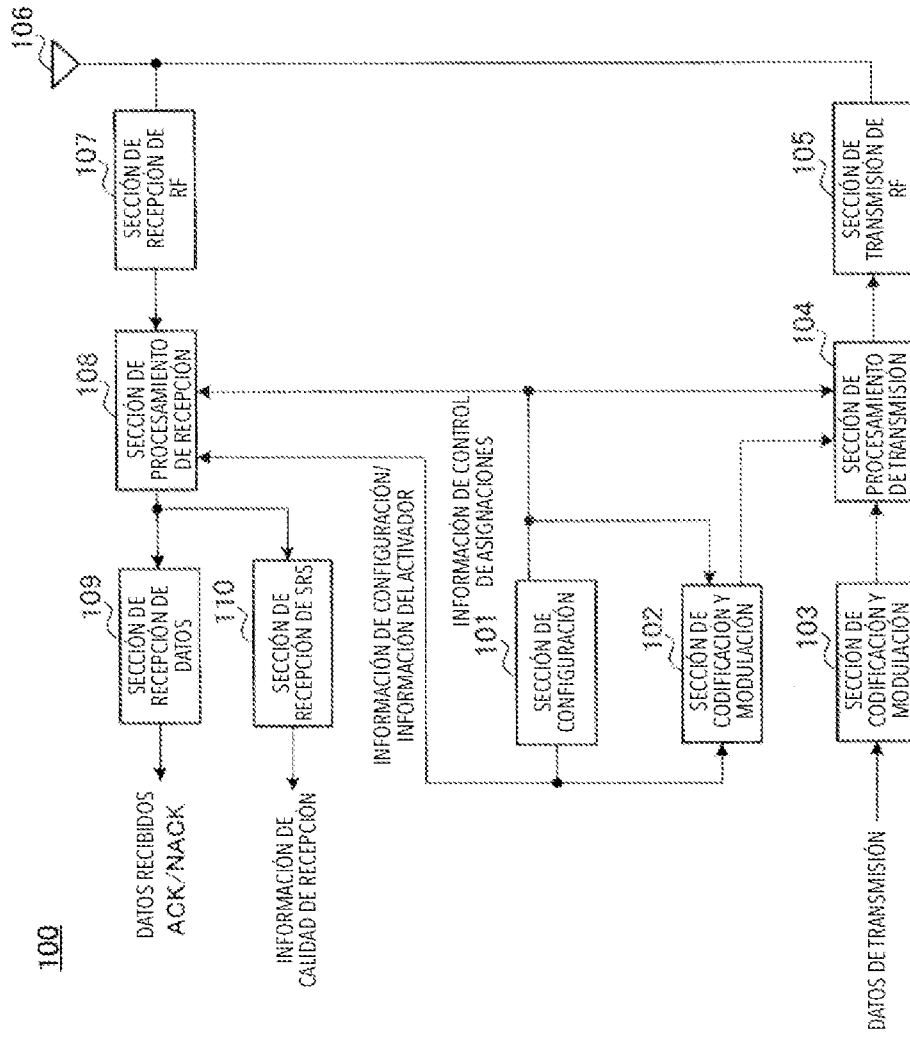 100
106
107
SECCIÓN DE
RECEPCIÓN DE
RF
108
SECCIÓN DE
PROCESAMIENTO
DE RECEPCIÓN
109
SECCIÓN DE
RECEPCIÓN DE
DATOS
110
SECCIÓN DE
RECEPCIÓN DE SRS
DATOS RECIBIDOS
ACK/NACK
INFORMACIÓN DE
CALIDAD DE RECEPCIÓN
INFORMACIÓN DE CONFIGURACIÓN/
INFORMACIÓN DEL ACTIVADOR
INFORMACIÓN DE CONTROL
DE ASIGNACIONES
101
SECCIÓN DE
CONFIGURACIÓN
102
SECCIÓN DE
CODIFICACIÓN Y
MODULACIÓN
103
SECCIÓN DE
CODIFICACIÓN Y
MODULACIÓN
104
SECCIÓN DE
PROCESAMIENTO
DE TRANSMISIÓN
105
SECCIÓN DE
TRANSMISIÓN DE
RF
DATOS DE TRANSMISIÓN